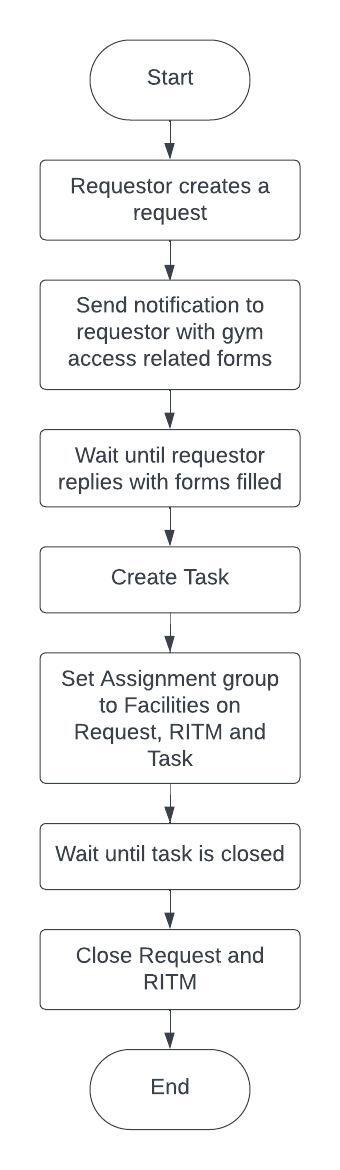 Start
Requestor creates a
request
Send notification to
requestor with gym
access related forms
Wait until requestor
replies with forms filled
Create Task
Set Assignment group
to Facilities on
Request, RITM and
Task
Wait until task is closed
Close Request and
RITM
End